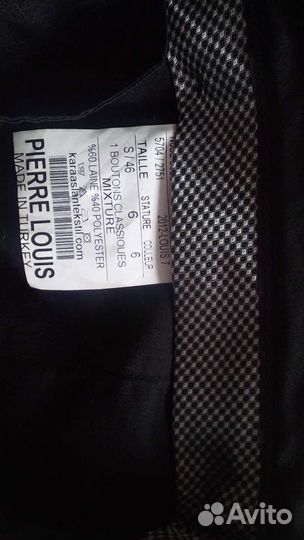 5704 / 2751 2012-LOUIS 7
TAILLE STATURE COULEUR
S / 46 6 6
1 BOUTONS CLASSIQUES
MIXTURE
%60 LAINE %40 POLYESTER
karaaslantekstil.com
PIERRE LOUIS
MADE IN TURKEY
Avito